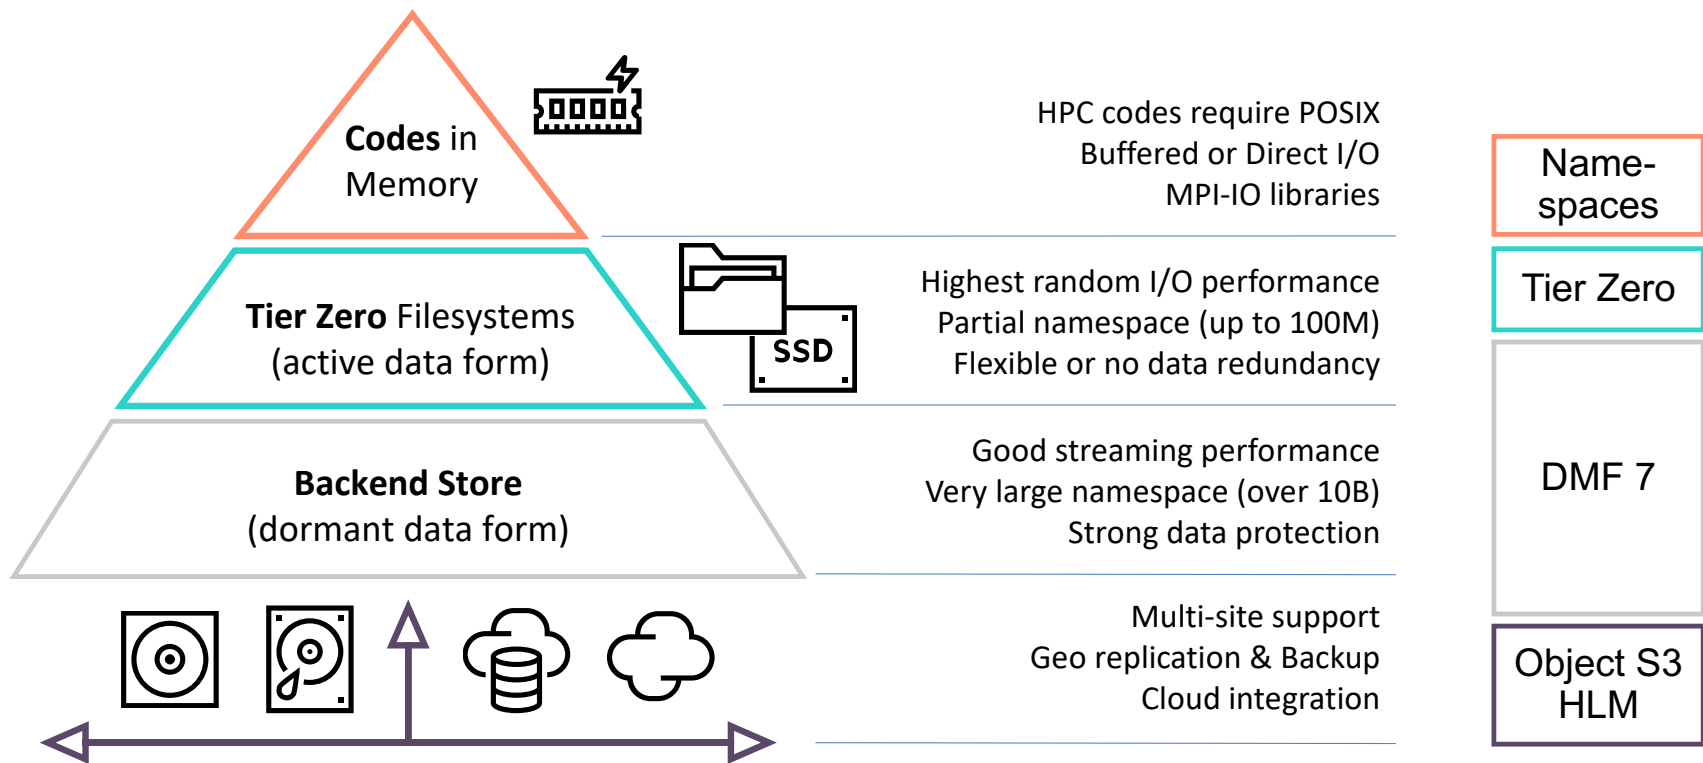 Codes in
Memory
HPC codes require POSIX
Buffered or Direct I/O
MPI-IO libraries
Name-
spaces
Tier Zero Filesystems
(active data form)
SSD
Highest random I/O performance
Partial namespace (up to 100M)
Flexible or no data redundancy
Tier Zero
Backend Store
(dormant data form)
Good streaming performance
Very large namespace (over 10B)
Strong data protection
DMF 7
Multi-site support
Geo replication & Backup
Cloud integration
Object S3
HLM